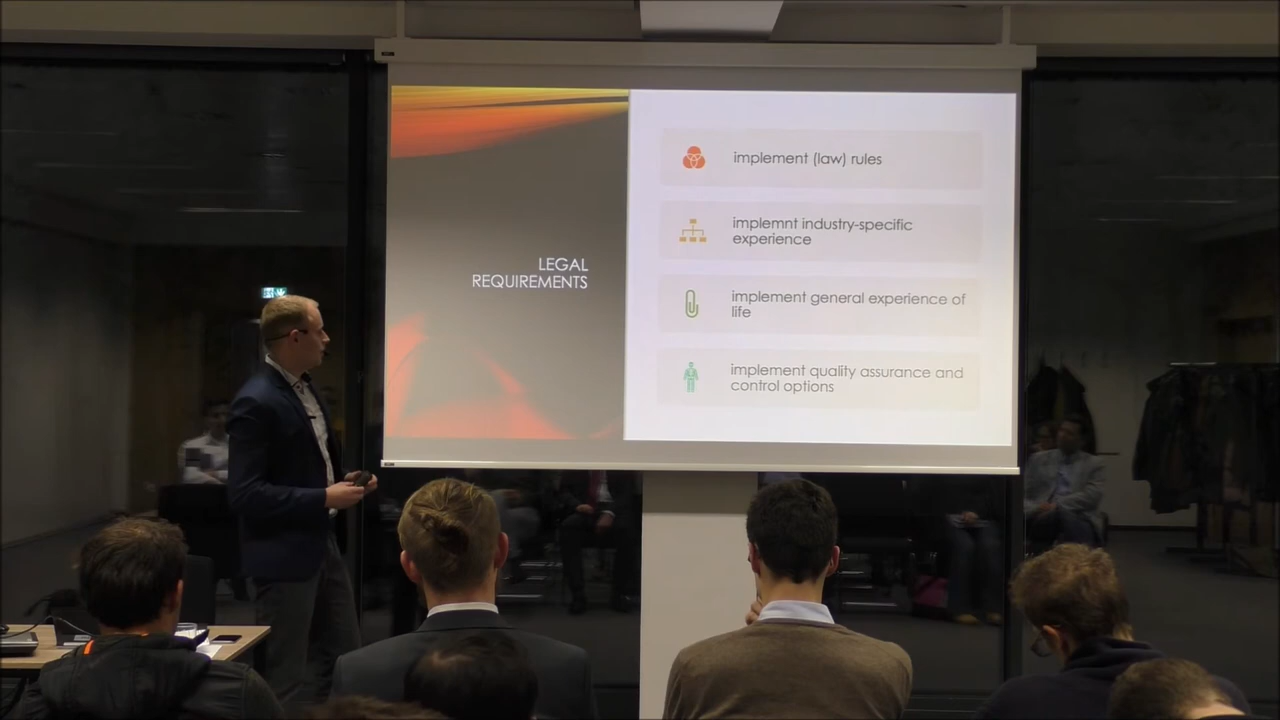 LEGAL
REQUIREMENTS
implement (law) rules
implemnt industry-specific
experience
implement general experience of
life
implement quality assurance and
control options